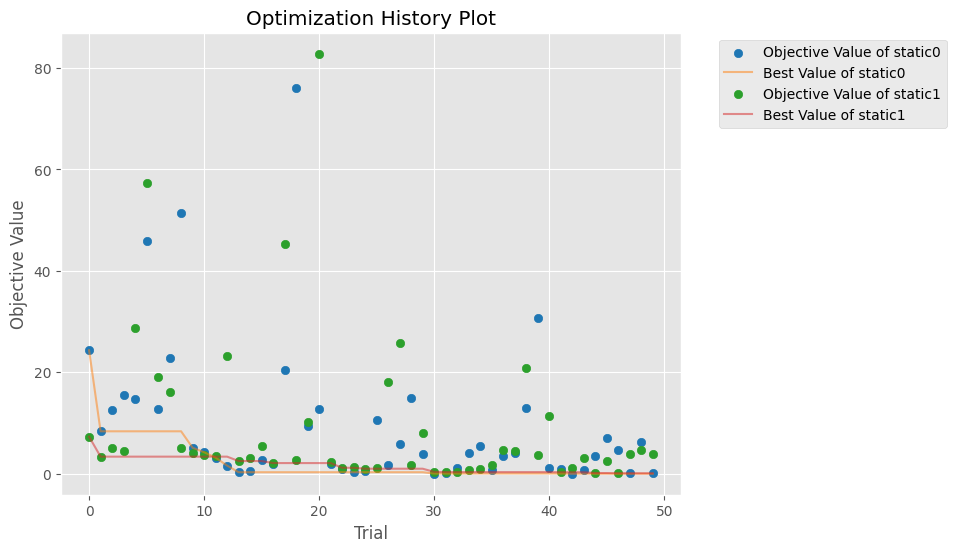 Optimization History Plot
Objective Value of static0
Best Value of static0
Objective Value of static1
Best Value of static1
Objective Value
80
60
40
20
0
0 10 20 30 40 50
Trial